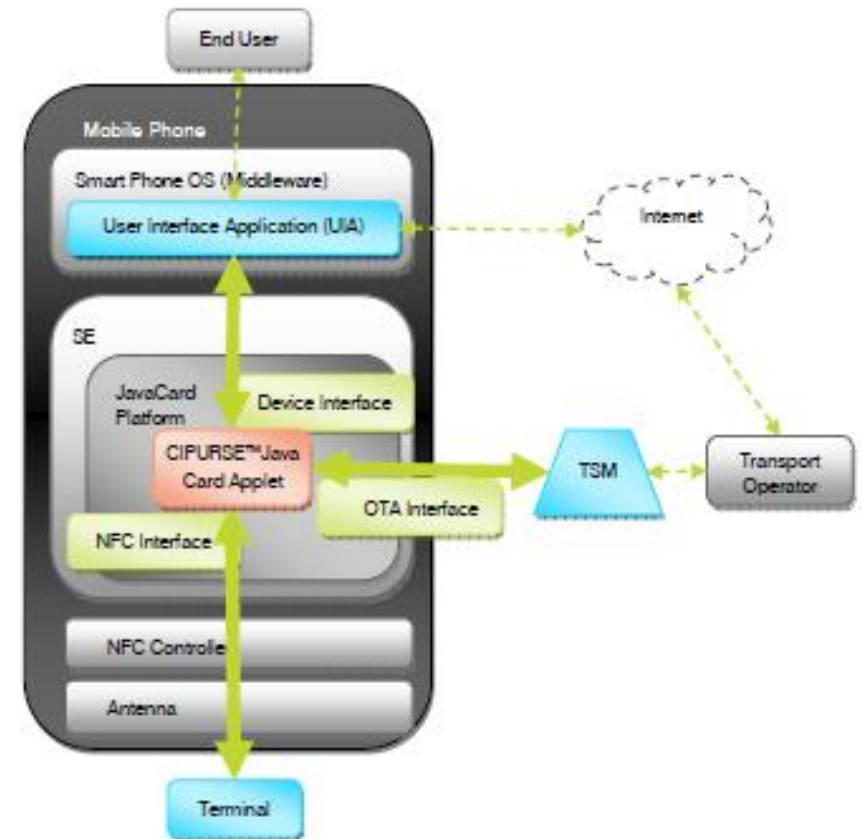 End User
Mobile Phone
Smart Phone OS (Middleware)
User Interface Application (UIA)
Internet
SE
JavaCard
Platform
Device Interface
CIPURSE™Java
Card Applet
TSM
Transport
Operator
OTA Interface
NFC Interface
NFC Controller
Antenna
Terminal